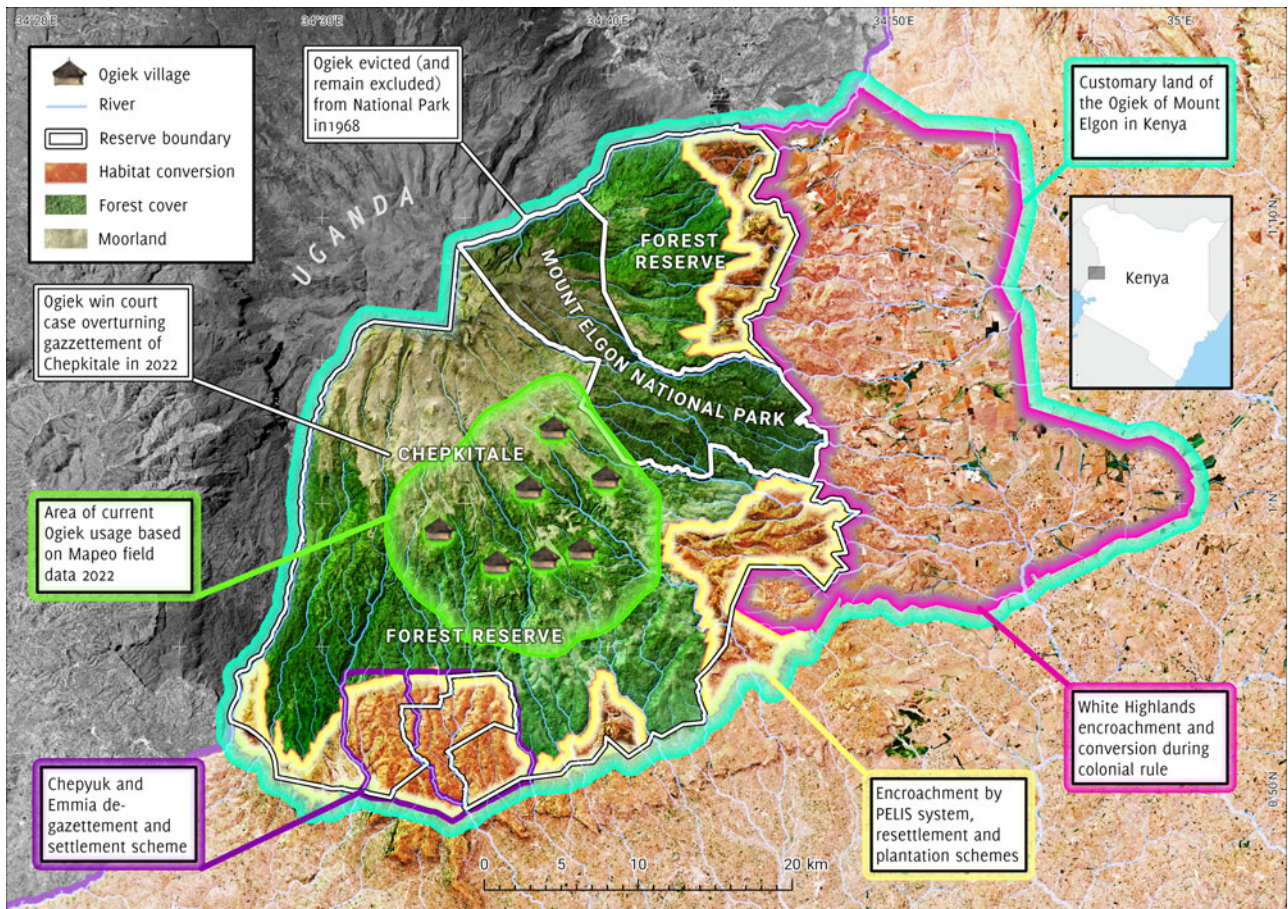 34°20'E
34°30'E
34°40'E
34°50'E
35°E
Ogiek village
River
Reserve boundary
Habitat conversion
Forest cover
Moorland
Ogiek evicted (and
remain excluded)
from National Park
in1968
Customary land of
the Ogiek of Mount
Elgon in Kenya
UGANDA
FOREST
RESERVE
MOUNT ELGON NATIONAL PARK
1°10'N
Kenya
Ogiek win court
case overturning
gazzettement of
Chepkitale in 2022
CHEPKITALE
Area of current
Ogiek usage based
on Mapeo field
data 2022
1°N
FOREST RESERVE
White Highlands
encroachment and
conversion during
colonial rule
Chepyuk and
Emmia de-
gazettement and
settlement scheme
Encroachment by
PELIS system,
resettlement and
plantation schemes
0°50'N
0 5 10 20 km